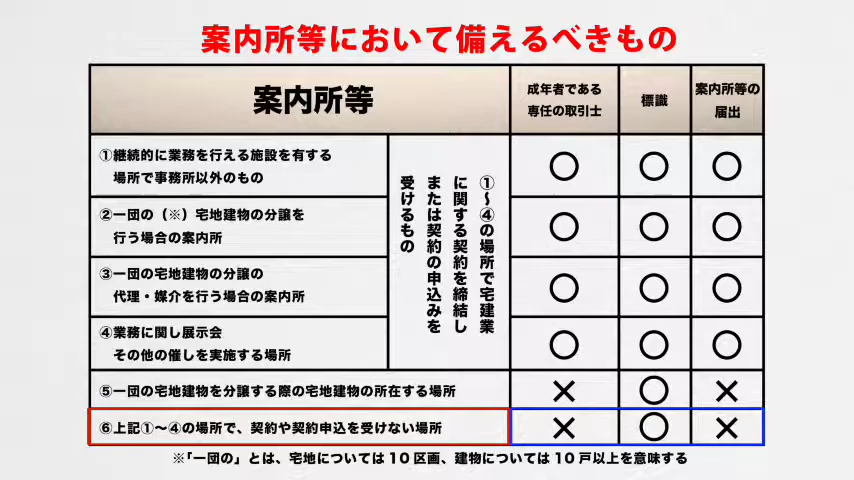 案内所等において備えるべきもの
案内所等
成年者である
専任の取引士
標識
案内所等の
届出
①継続的に業務を行える施設を有する
場所で事務所以外のもの
①～④の場所で宅建業
に関する契約を締結し
または契約の申込みを
受けるもの
〇 〇 〇
②一団の（※）宅地建物の分譲を
行う場合の案内所
〇 〇 〇
③一団の宅地建物の分譲の
代理・媒介を行う場合の案内所
〇 〇 〇
④業務に関し展示会
その他の催しを実施する場所
〇 〇 〇
⑤一団の宅地建物を分譲する際の宅地建物の所在する場所
× 〇 ×
⑥上記①～④の場所で、契約や契約申込を受けない場所
× 〇 ×
※「一団の」とは、宅地については10区画、建物については10戸以上を意味する